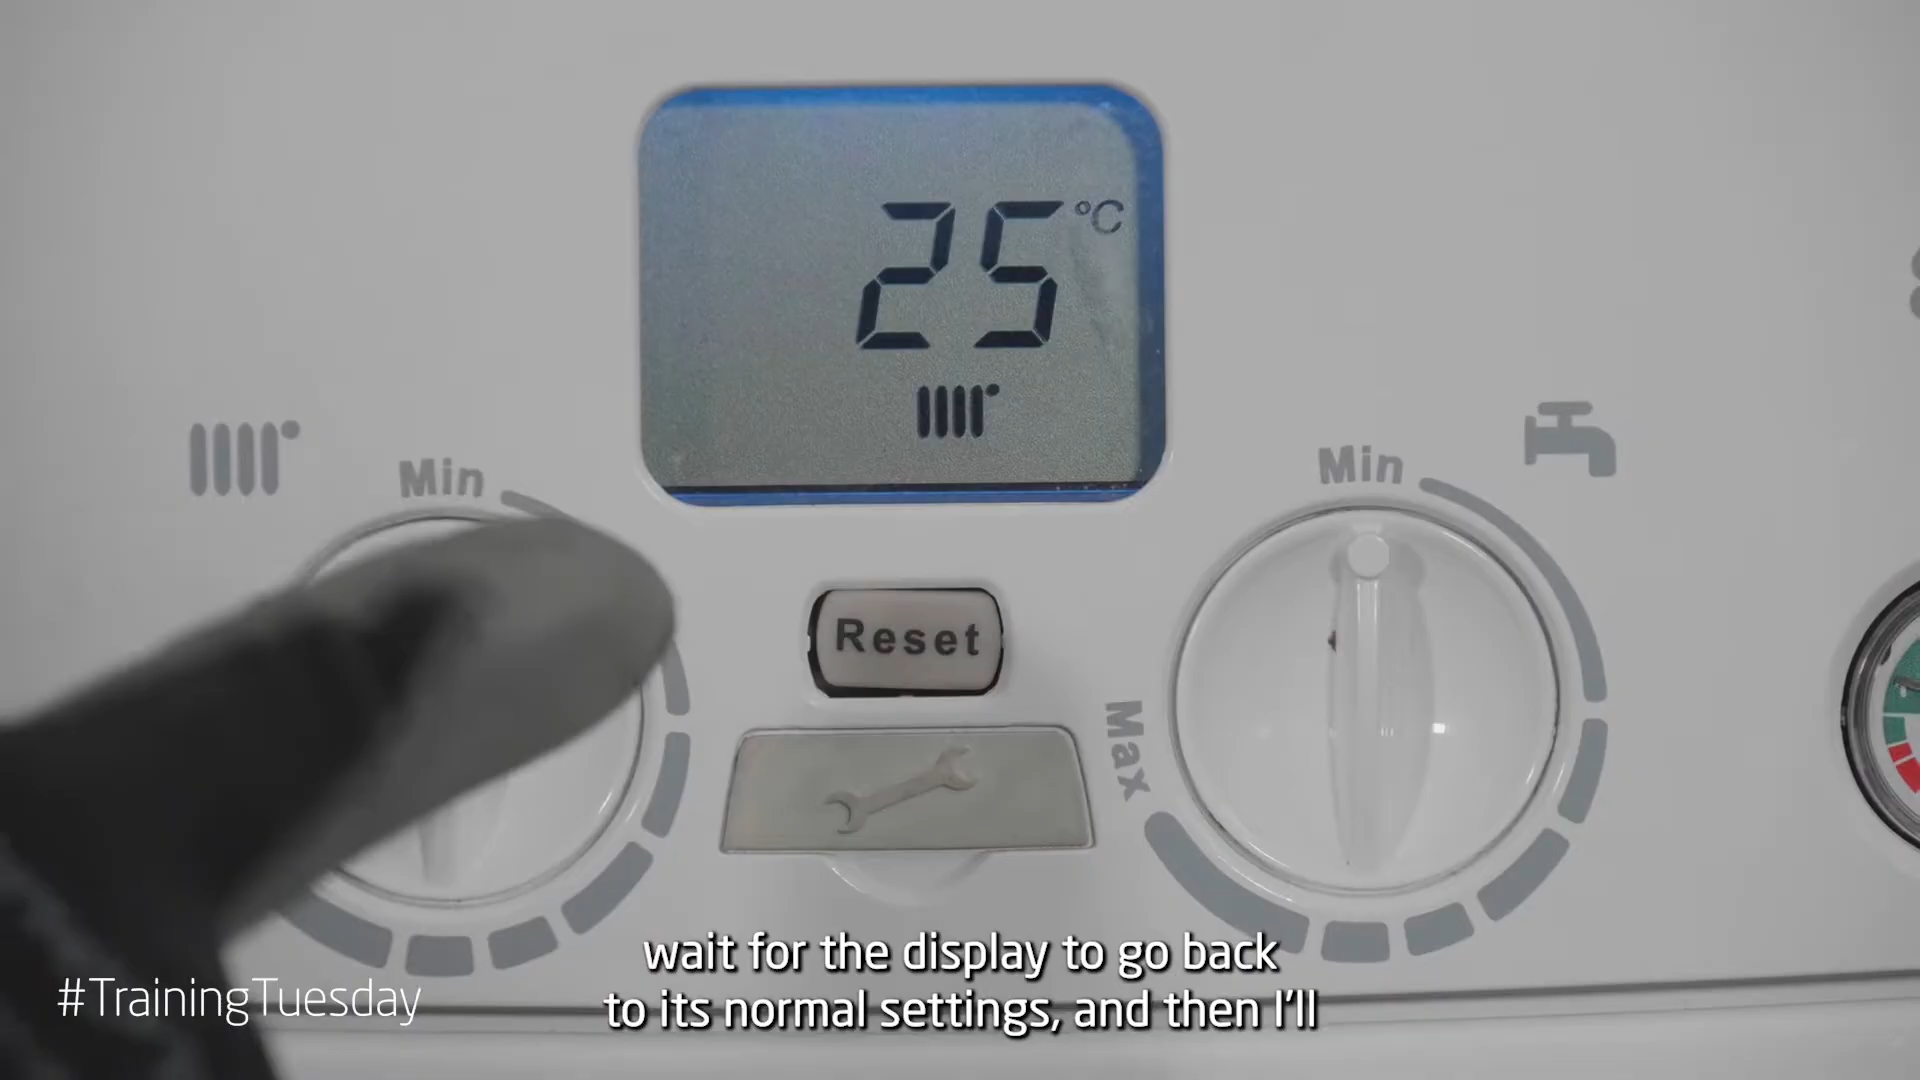 25 °C
Min
Min
Reset
Max
wait for the display to go back
to its normal settings, and then I'll
#TrainingTuesday